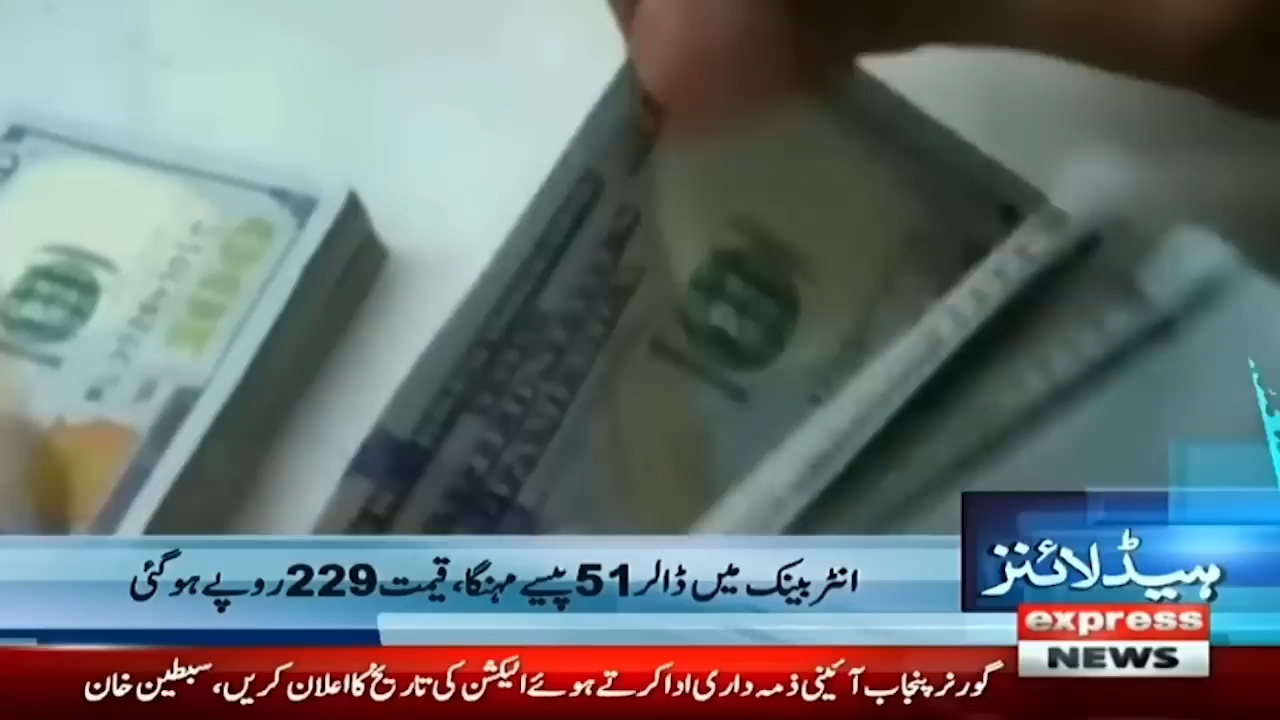 ہیڈلائنز
انٹربینک میں ڈالر 51 پیسے مہنگا، قیمت 229 روپے ہوگئی
express
NEWS
گورنر پنجاب آئینی ذمہ داری ادا کرتے ہوئے الیکشن کی تاریخ کا اعلان کریں، سبطین خان